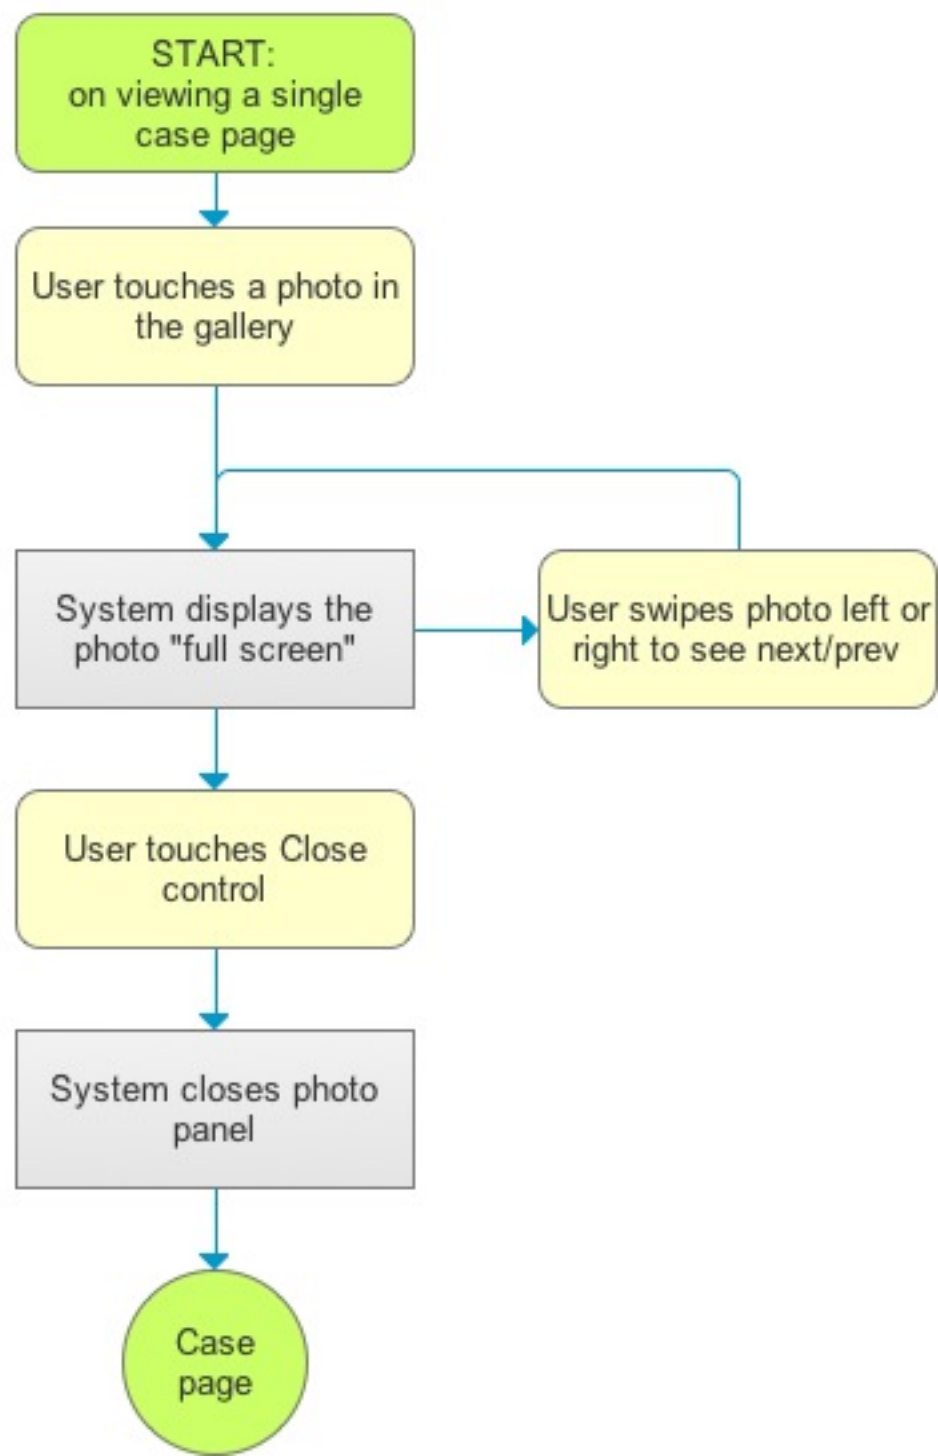 START:
on viewing a single
case page
User touches a photo in
the gallery
System displays the
photo "full screen"
User swipes photo left or
right to see next/prev
User touches Close
control
System closes photo
panel
Case
page